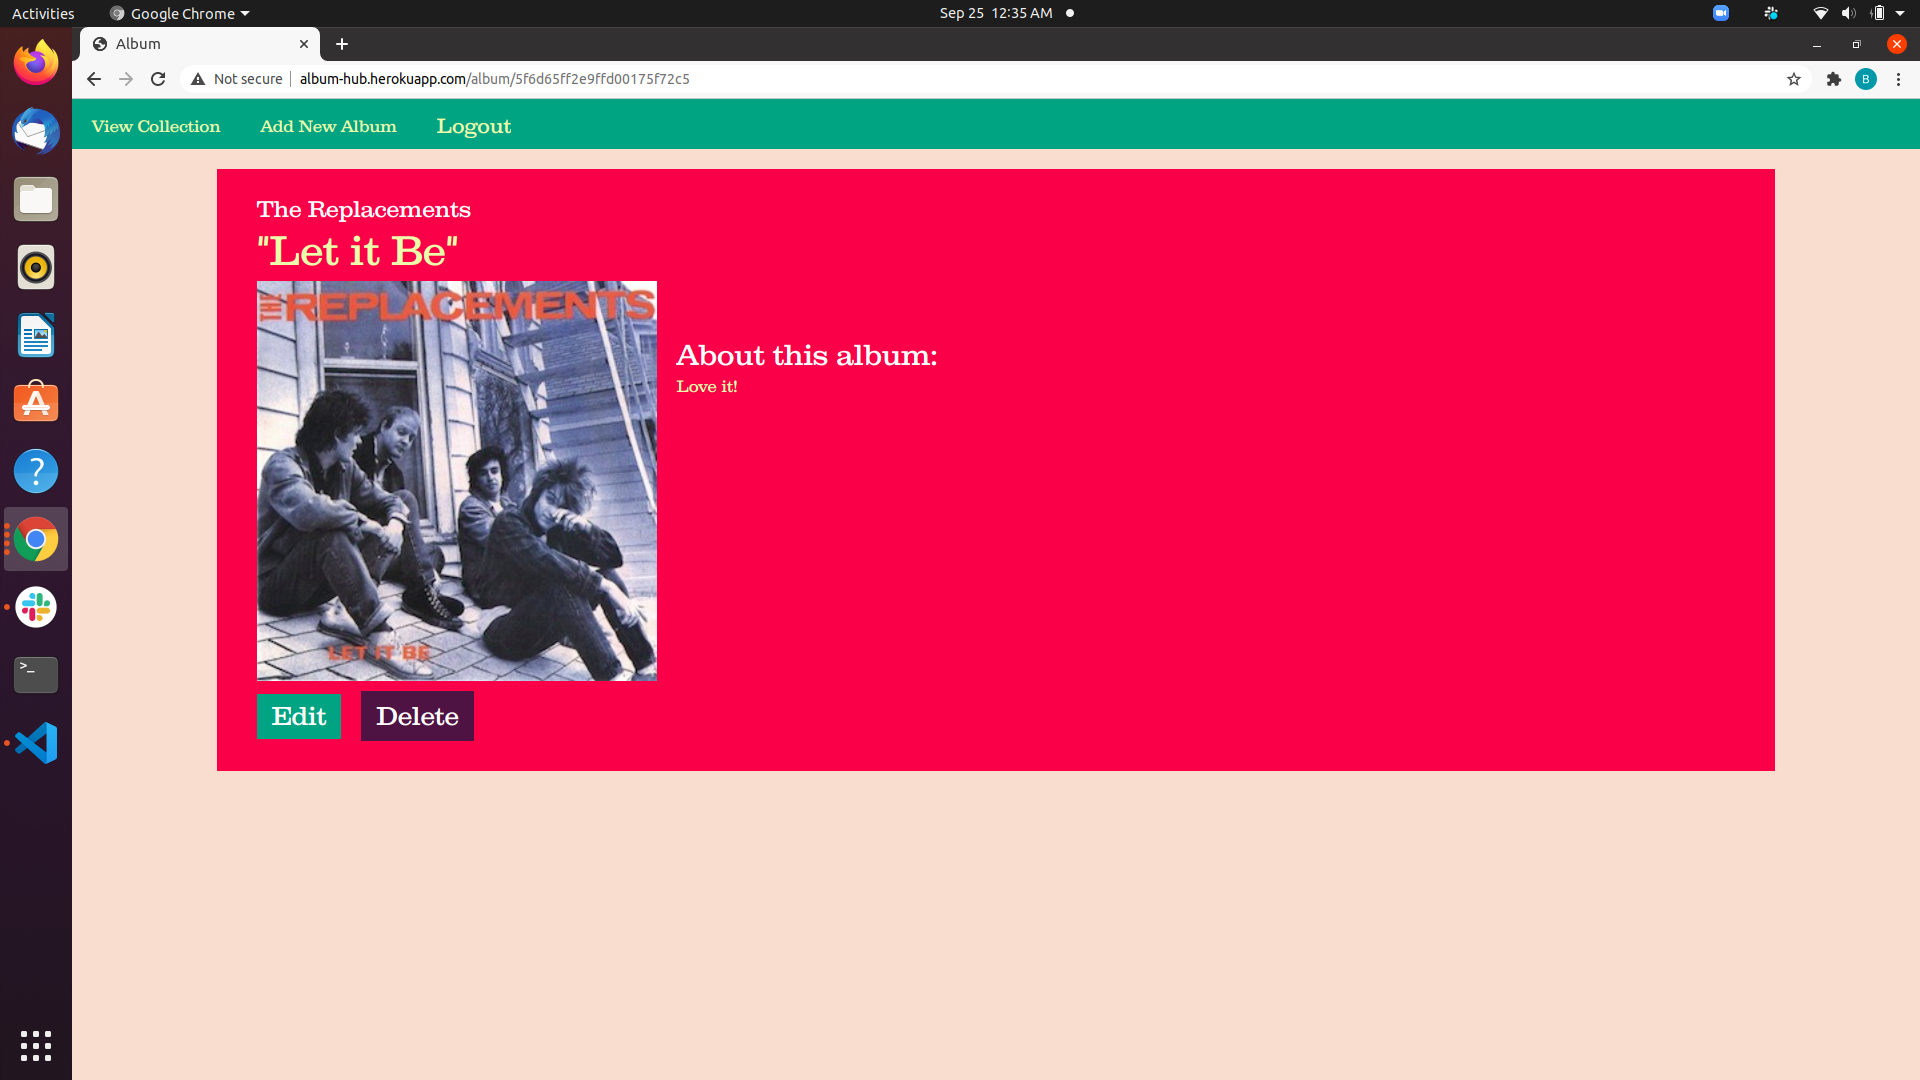 Activities
Google Chrome
Sep 25 12:35 AM
Album
Not secure
album-hub.herokuapp.com/album/5f6d65ff2e9ffd00175f72c5
B
View Collection
Add New Album
Logout
The Replacements
"Let it Be"
THE REPLACEMENTS
LET IT BE
About this album:
Love it!
Edit
Delete